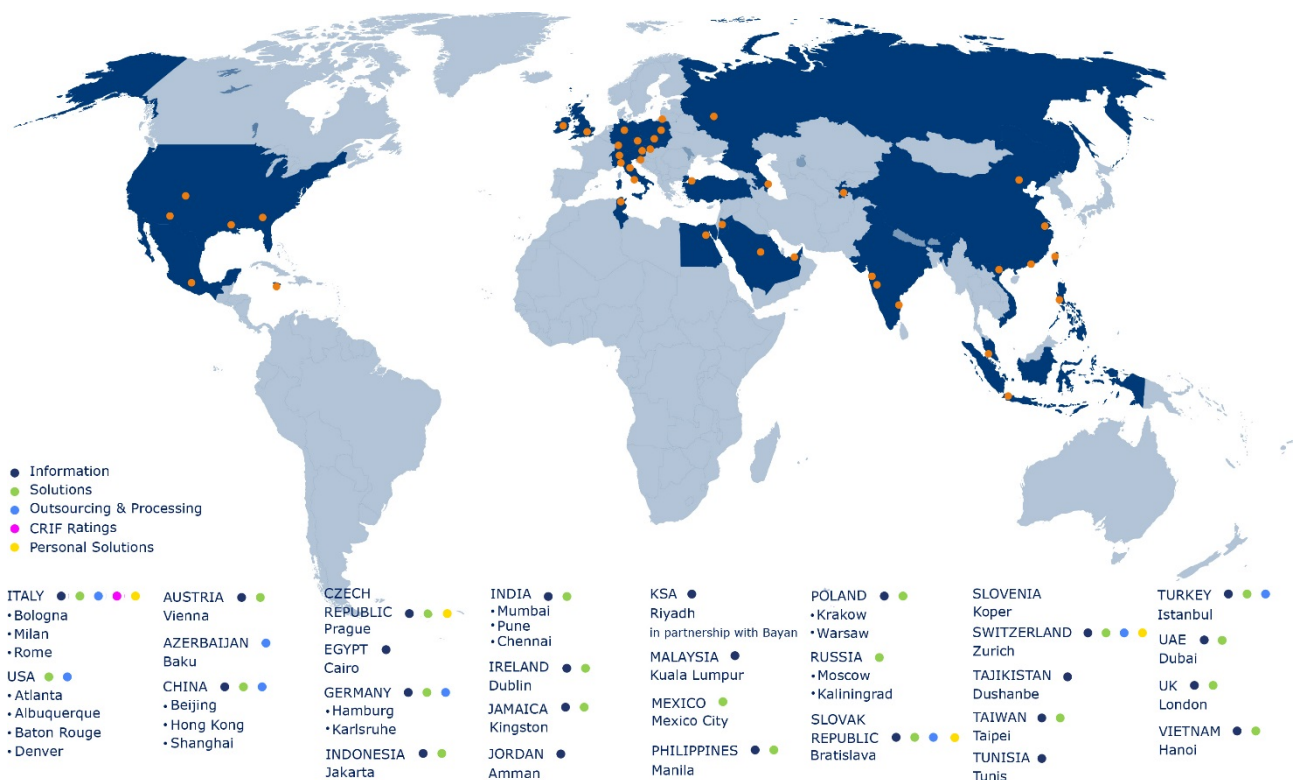 Information
Solutions
Outsourcing & Processing
CRIF Ratings
Personal Solutions
ITALY
• Bologna
• Milan
• Rome
USA
• Atlanta
• Albuquerque
• Baton Rouge
• Denver
AUSTRIA
Vienna
AZERBAIJAN
Baku
CHINA
• Beijing
• Hong Kong
• Shanghai
CZECH
REPUBLIC
Prague
EGYPT
Cairo
GERMANY
• Hamburg
• Karlsruhe
INDONESIA
Jakarta
INDIA
• Mumbai
• Pune
• Chennai
IRELAND
Dublin
JAMAICA
Kingston
JORDAN
Amman
KSA
Riyadh
in partnership with Bayan
MALAYSIA
Kuala Lumpur
MEXICO
Mexico City
PHILIPPINES
Manila
POLAND
• Krakow
• Warsaw
RUSSIA
• Moscow
• Kaliningrad
SLOVAK
REPUBLIC
Bratislava
SLOVENIA
Koper
SWITZERLAND
Zurich
TAJIKISTAN
Dushanbe
TAIWAN
Taipei
TUNISIA
Tunis
TURKEY
Istanbul
UAE
Dubai
UK
London
VIETNAM
Hanoi